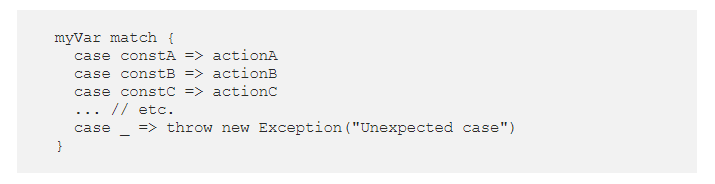 myVar match {
  case constA => actionA
  case constB => actionB
  case constC => actionC
  ... // etc.
  case _ => throw new Exception("Unexpected case")
}